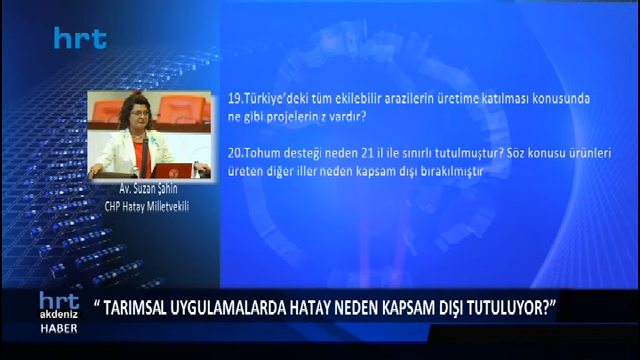 hrt
19.Türkiye'deki tüm ekilebilir arazilerin üretime katılması konusunda
ne gibi projeleriniz vardır?
20.Tohum desteği neden 21 il ile sınırlı tutulmuştur? Söz konusu ürünleri
üreten diğer iller neden kapsam dışı bırakılmıştır
Av. Suzan Şahin
CHP Hatay Milletvekili
hrt
akdeniz
HABER
“ TARIMSAL UYGULAMALARDA HATAY NEDEN KAPSAM DIŞI TUTULUYOR?”